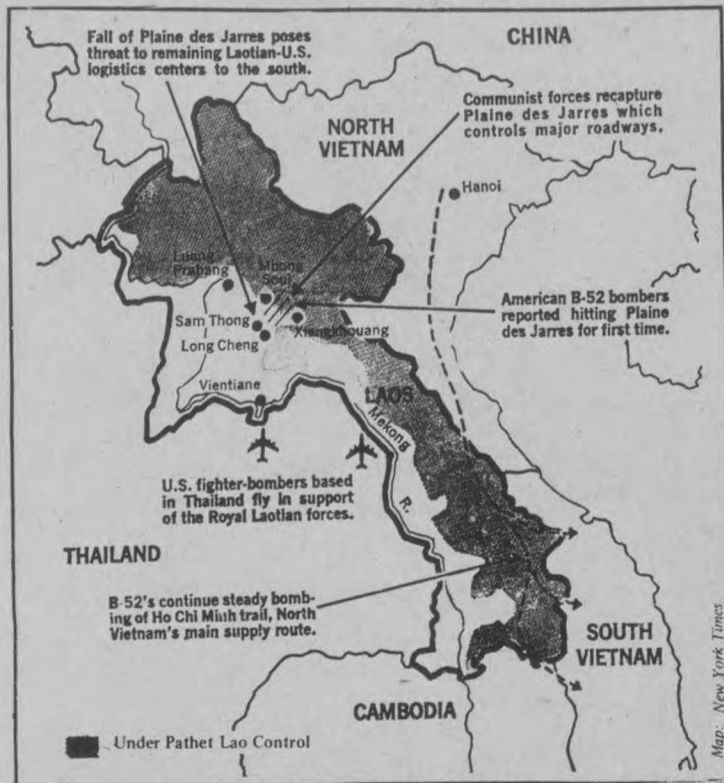 Fall of Plaine des Jarres poses
threat to remaining Laotian-U.S.
logistics centers to the south.
CHINA
Communist forces recapture
Plaine des Jarres which
controls major roadways.
NORTH
VIETNAM
Hanoi
Luang
Prabang
Muong
Soui
American B-52 bombers
reported hitting Plaine
des Jarres for first time.
Sam Thong
Xiangkhouang
Long Cheng
Vientiane
LAOS
Mekong
R.
U.S. fighter-bombers based
in Thailand fly in support
of the Royal Laotian forces.
THAILAND
B-52's continue steady bomb-
ing of Ho Chi Minh trail, North
Vietnam's main supply route.
SOUTH
VIETNAM
CAMBODIA
Under Pathet Lao Control
Map: New York Times